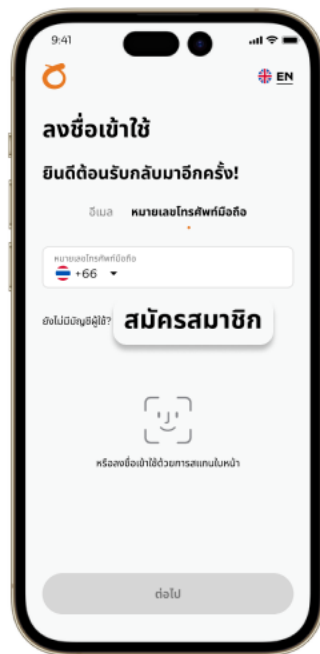 9:41
EN
ลงชื่อเข้าใช้
ยินดีต้อนรับกลับมาอีกครั้ง!
อีเมล หมายเลขโทรศัพท์มือถือ
หมายเลขโทรศัพท์มือถือ
+66
ยังไม่มีบัญชีผู้ใช้? สมัครสมาชิก
หรือลงชื่อเข้าใช้ด้วยการสแกนใบหน้า
ต่อไป